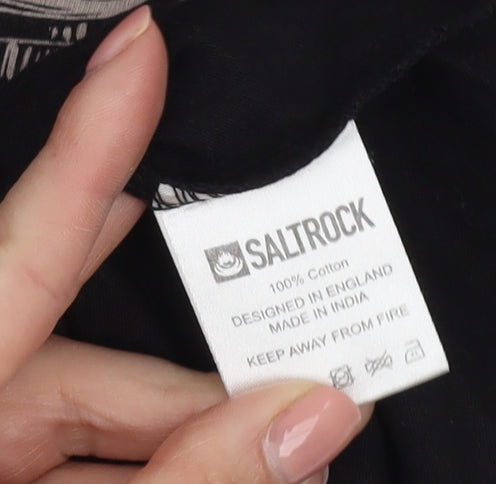 SALTROCK
100% Cotton
DESIGNED IN ENGLAND
MADE IN INDIA
KEEP AWAY FROM FIRE